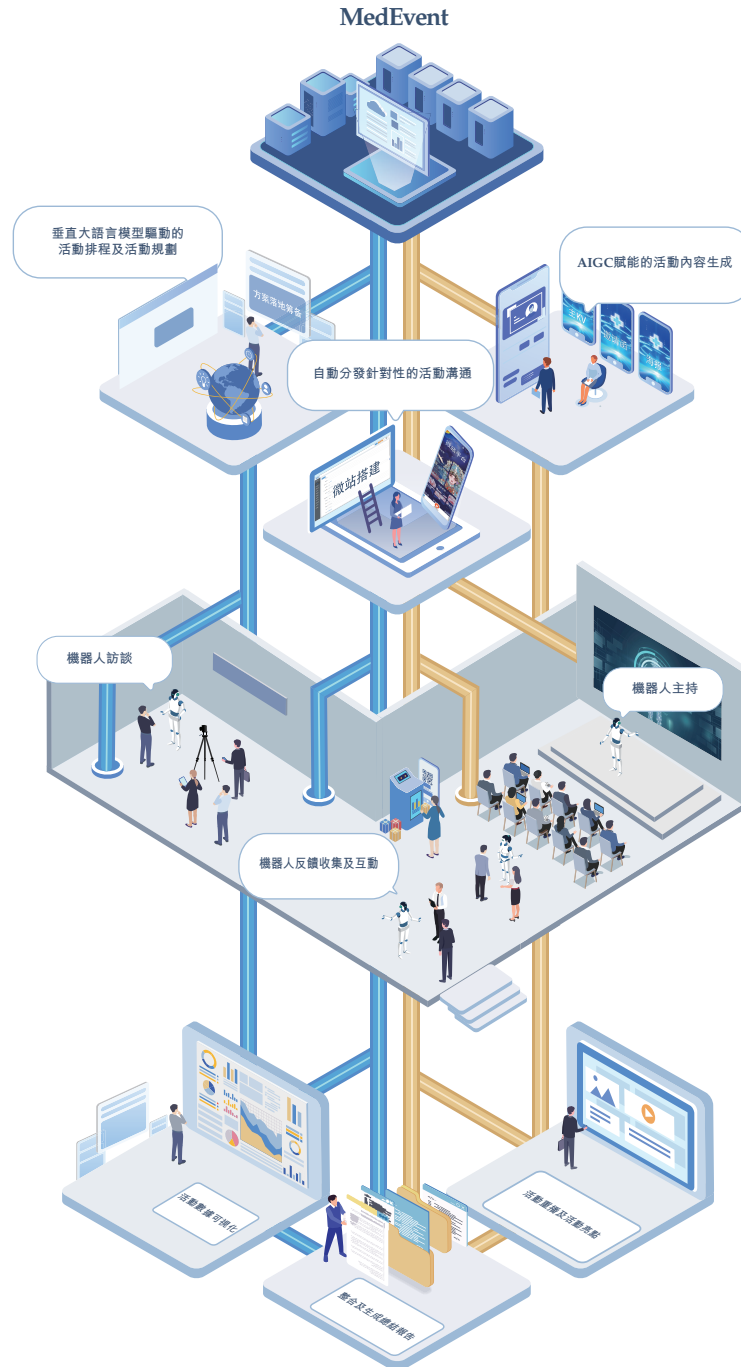 MedEvent
垂直大語言模型驅動的
活動排程及活動規劃
AIGC賦能的活動內容生成
方案落地籌备
主KV
海報
自動分發針對性的活動溝通
微站搭建
機器人訪談
機器人主持
機器人反饋收集及互動
活動數據可視化
活動重播及活動亮點
整合及生成總結報告